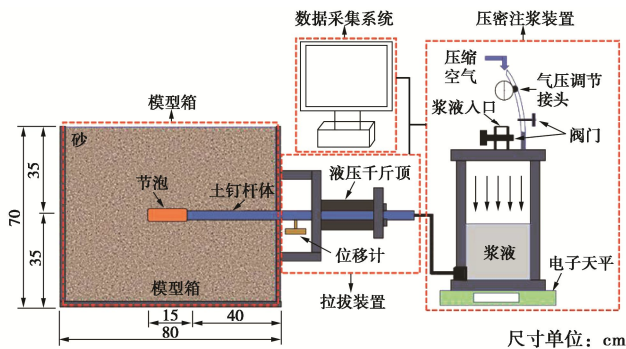 数据采集系统
压密注浆装置
压缩
空气
气压调节
接头
浆液入口
阀门
模型箱
砂
节泡
土钉杆体
液压千斤顶
位移计
浆液
电子天平
模型箱
拉拔装置
70
35
35
15
40
80
尺寸单位：cm